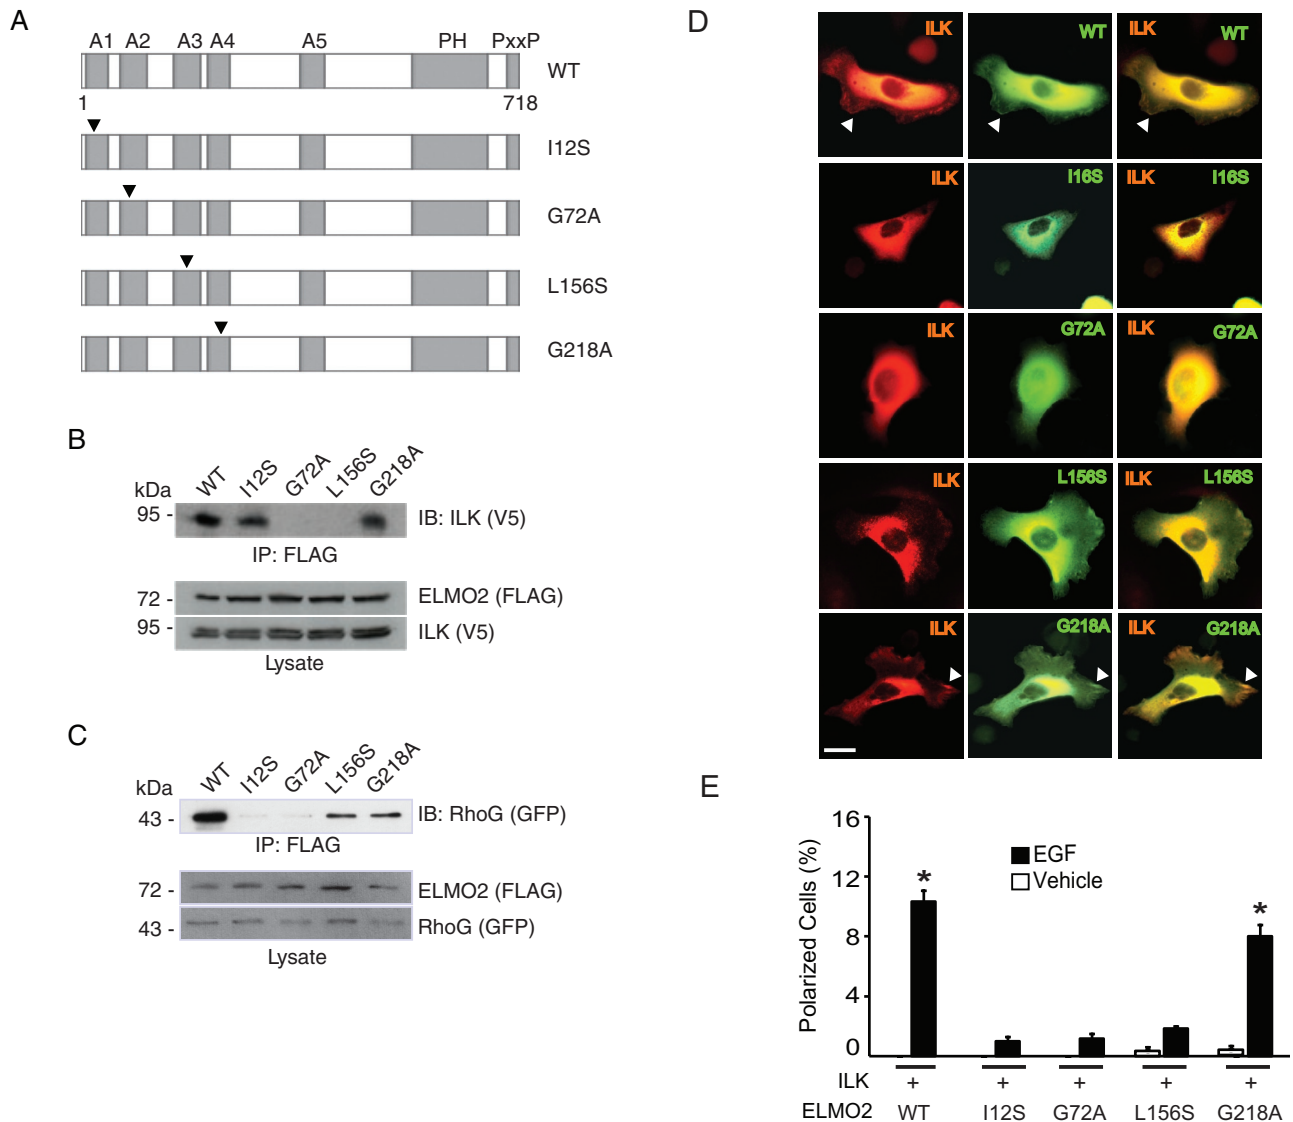 A
A1 A2 A3 A4 A5 PH PxxP
WT
1 718
I12S
G72A
L156S
G218A
B
WT I12S G72A L156S G218A
kDa
95 - IB: ILK (V5)
IP: FLAG
72 - ELMO2 (FLAG)
95 - ILK (V5)
Lysate
C
WT I12S G72A L156S G218A
kDa
43 - IB: RhoG (GFP)
IP: FLAG
72 - ELMO2 (FLAG)
43 - RhoG (GFP)
Lysate
D
ILK WT ILK WT
ILK I16S ILK I16S
ILK G72A ILK G72A
ILK L156S ILK L156S
ILK G218A ILK G218A
E
Polarized Cells (%)
16
12
8
4
0
EGF
Vehicle
* *
ILK + + + + +
ELMO2 WT I12S G72A L156S G218A